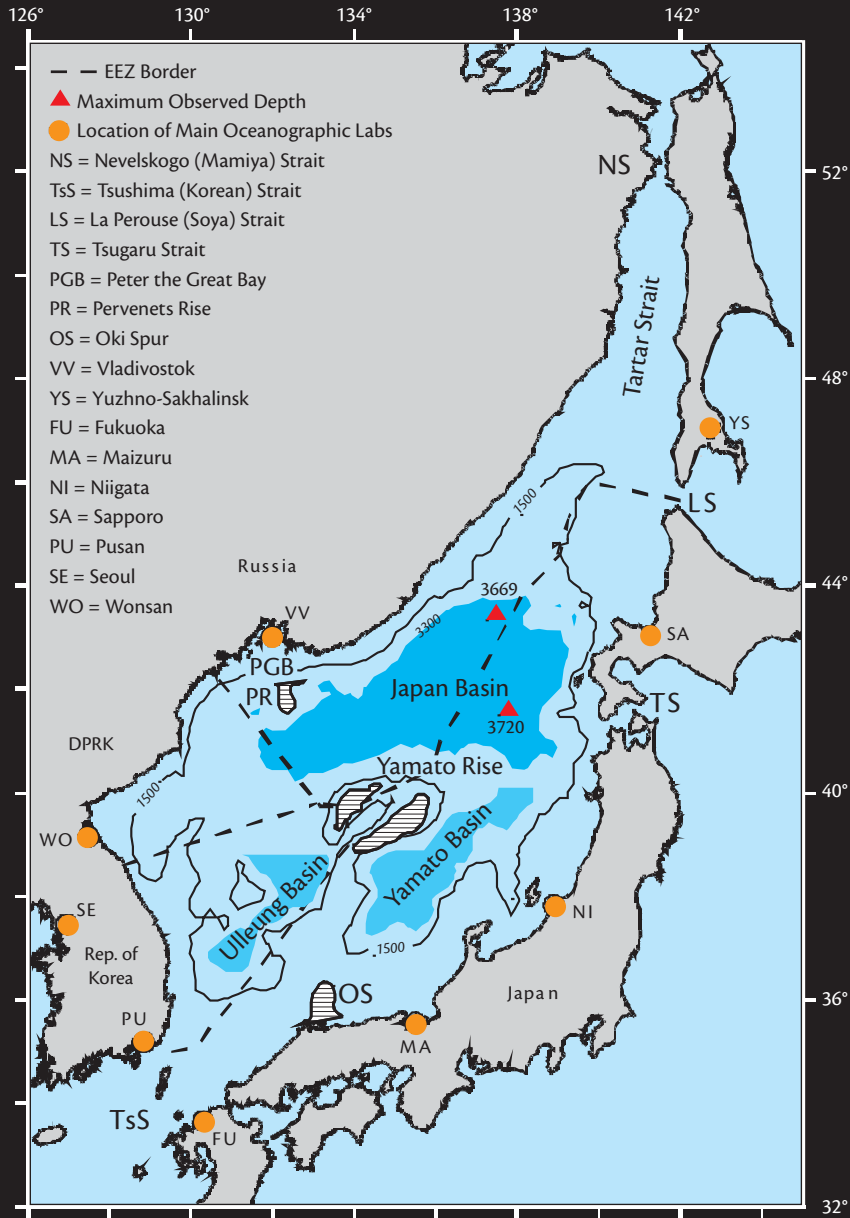 126°
130°
134°
138°
142°
EEZ Border
Maximum Observed Depth
Location of Main Oceanographic Labs
NS = Nevelskogo (Mamiya) Strait
TsS = Tsushima (Korean) Strait
LS = La Perouse (Soya) Strait
TS = Tsugaru Strait
PGB = Peter the Great Bay
PR = Pervenets Rise
OS = Oki Spur
VV = Vladivostok
YS = Yuzhno-Sakhalinsk
FU = Fukuoka
MA = Maizuru
NI = Niigata
SA = Sapporo
PU = Pusan
SE = Seoul
WO = Wonsan
NS
52°
Tartar Strait
48°
YS
1500
LS
Russia
44°
3669
VV
3300
SA
PGB
PR
Japan Basin
TS
3720
DPRK
Yamato Rise
1500
40°
WO
Yamato Basin
Ulleung Basin
SE
NI
1500
Rep. of
Korea
OS
Japan
36°
PU
MA
TsS
FU
32°